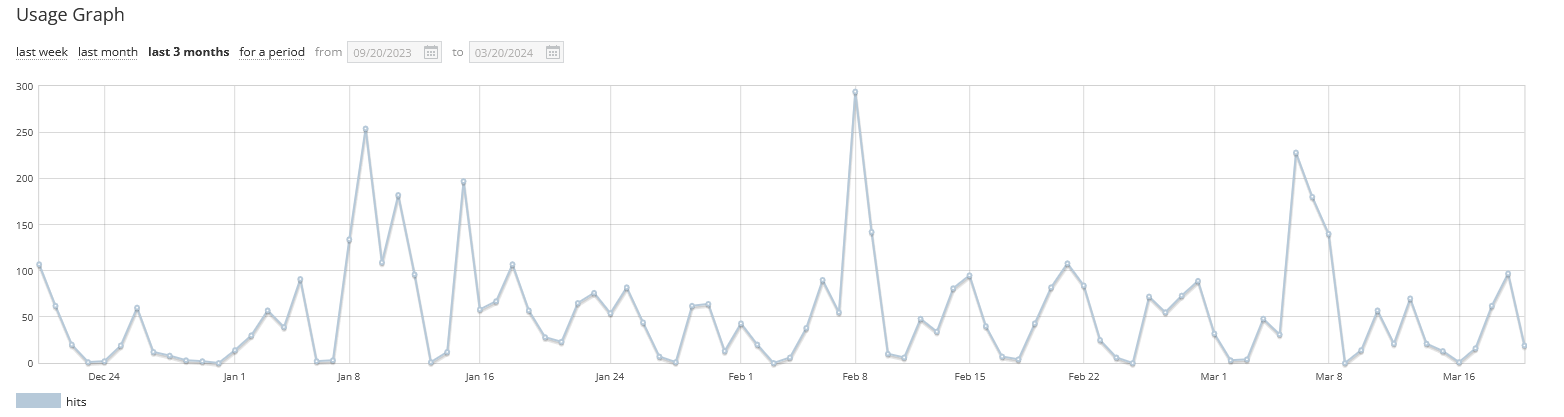 Usage Graph
last week last month last 3 months for a period from 09/20/2023 to 03/20/2024
300
250
200
150
100
50
0
Dec 24 Jan 1 Jan 8 Jan 16 Jan 24 Feb 1 Feb 8 Feb 15 Feb 22 Mar 1 Mar 8 Mar 16
hits